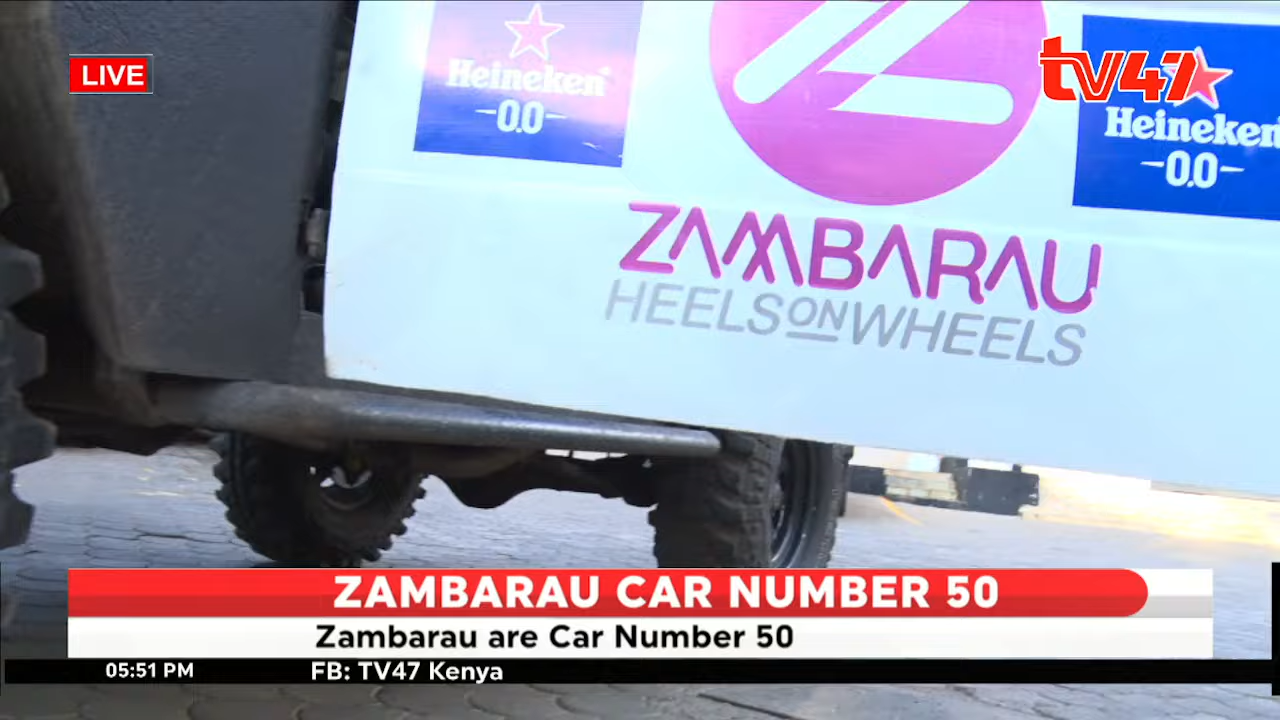 LIVE
tv47
Heineken
0.0
Heineken
0.0
ZAMBARAU
HEELS ON WHEELS
ZAMBARAU CAR NUMBER 50
Zambarau are Car Number 50
05:51 PM
FB: TV47 Kenya